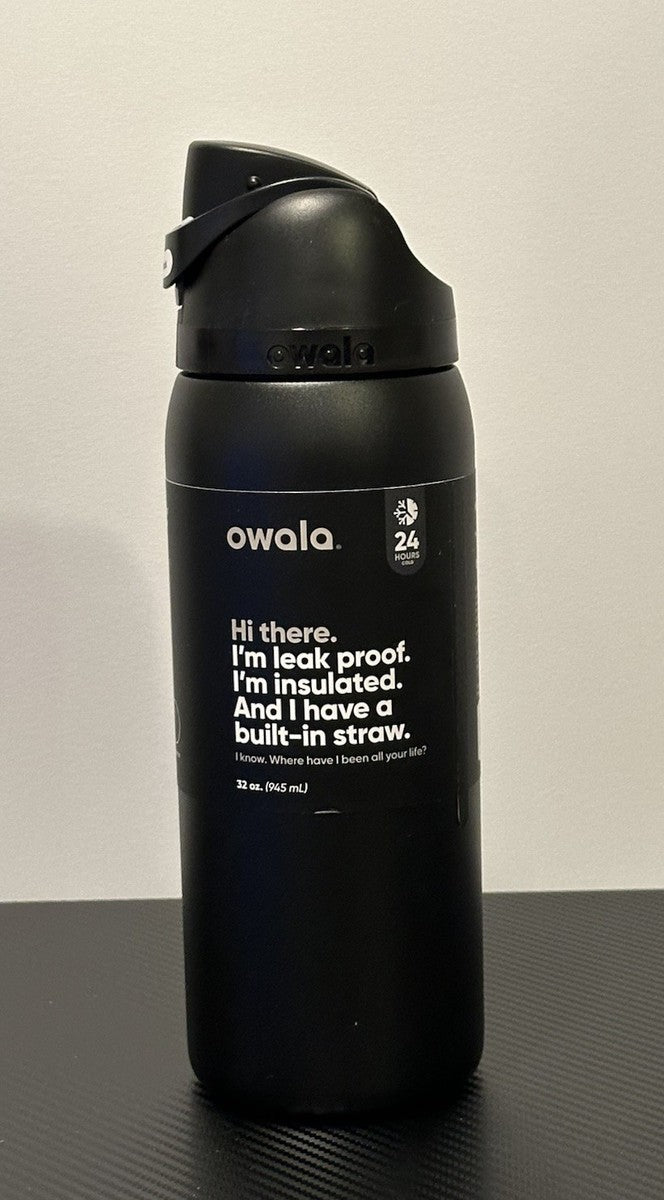 owala
owala.
24
HOURS
COLD
Hi there.
I'm leak proof.
I'm insulated.
And I have a
built-in straw.
I know. Where have I been all your life?
32 oz. (945 mL)